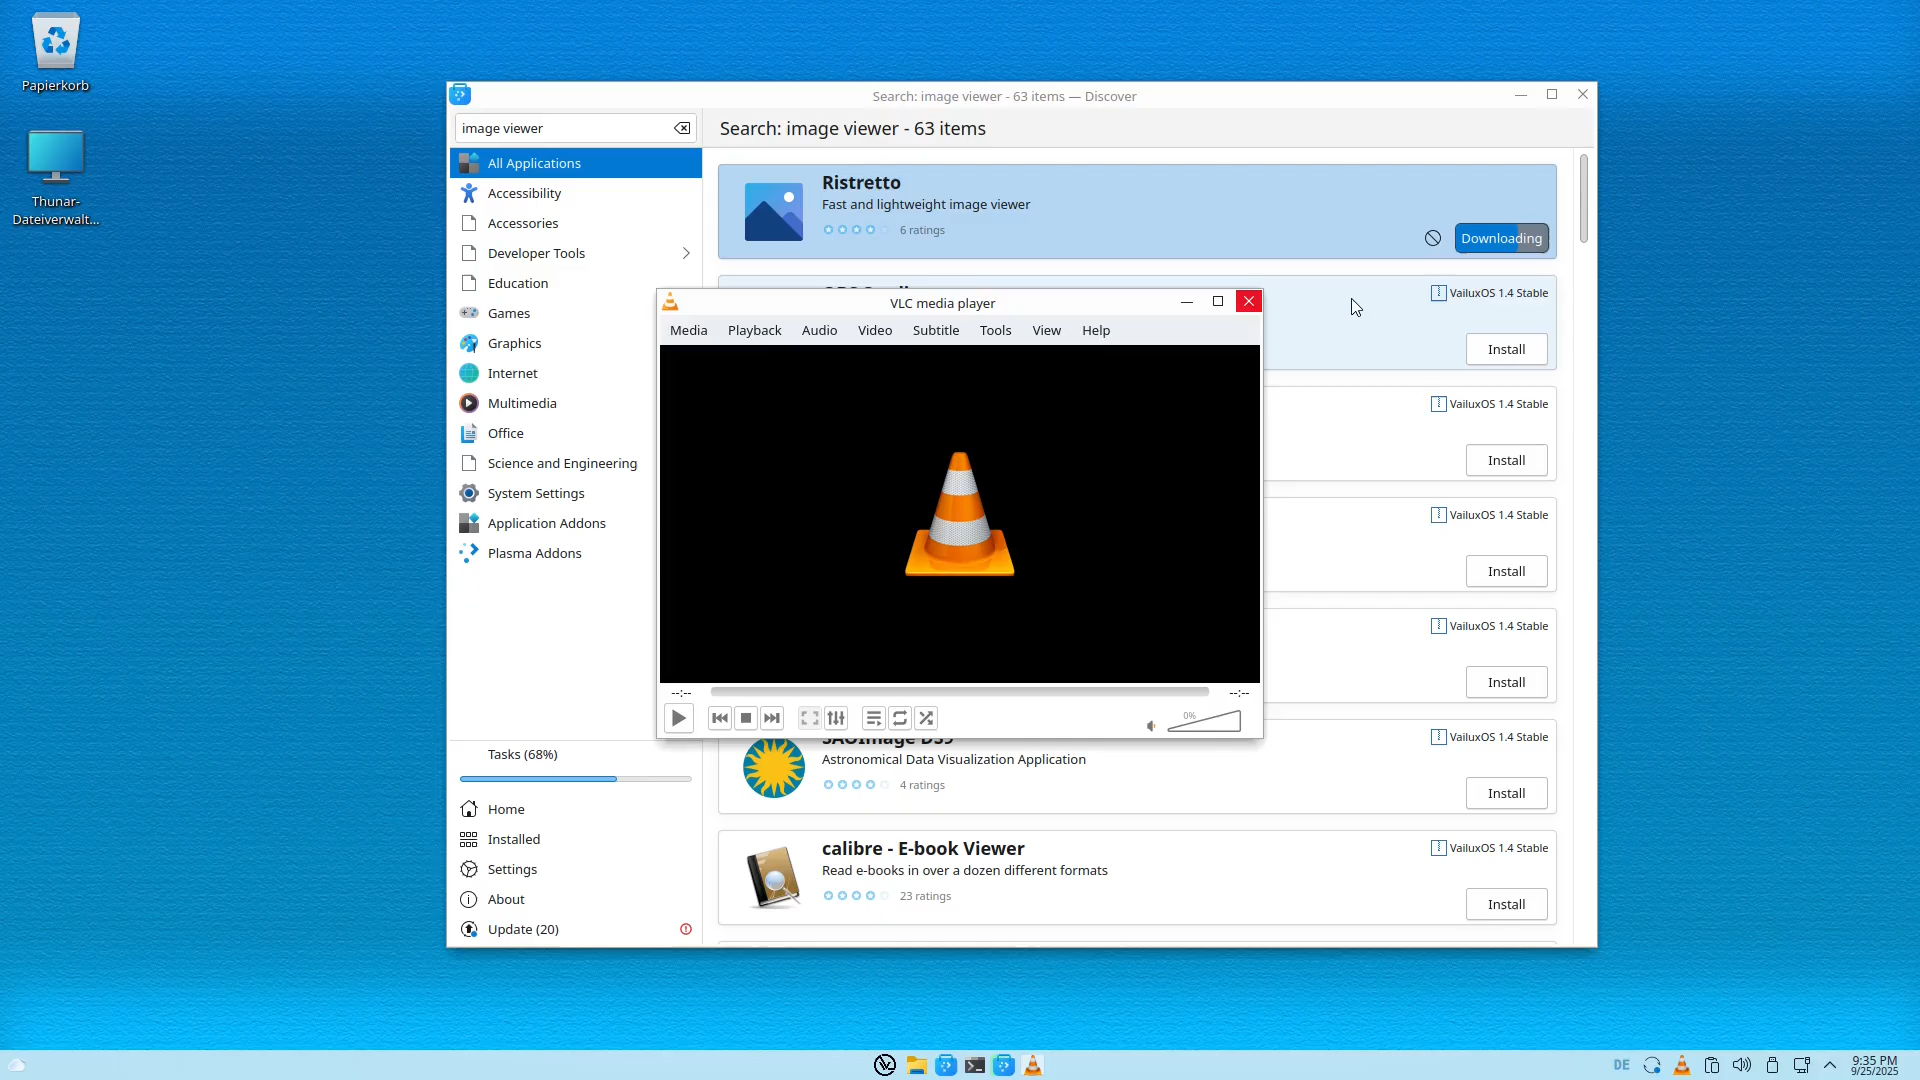 Papierkorb
Thunar-
Dateiverwalt...
Search: image viewer - 63 items — Discover
image viewer
Search: image viewer - 63 items
All Applications
Accessibility
Accessories
Developer Tools
Education
Games
Graphics
Internet
Multimedia
Office
Science and Engineering
System Settings
Application Addons
Plasma Addons
Tasks (68%)
Home
Installed
Settings
About
Update (20)
Ristretto
Fast and lightweight image viewer
6 ratings
Downloading
VailuxOS 1.4 Stable
Install
VailuxOS 1.4 Stable
Install
VailuxOS 1.4 Stable
Install
VailuxOS 1.4 Stable
Install
VLC media player
Media Playback Audio Video Subtitle Tools View Help
--:-- --:--
0%
SAOImage DS9
VailuxOS 1.4 Stable
Astronomical Data Visualization Application
4 ratings
Install
calibre - E-book Viewer
VailuxOS 1.4 Stable
Read e-books in over a dozen different formats
23 ratings
Install
DE
9:35 PM
9/25/2025